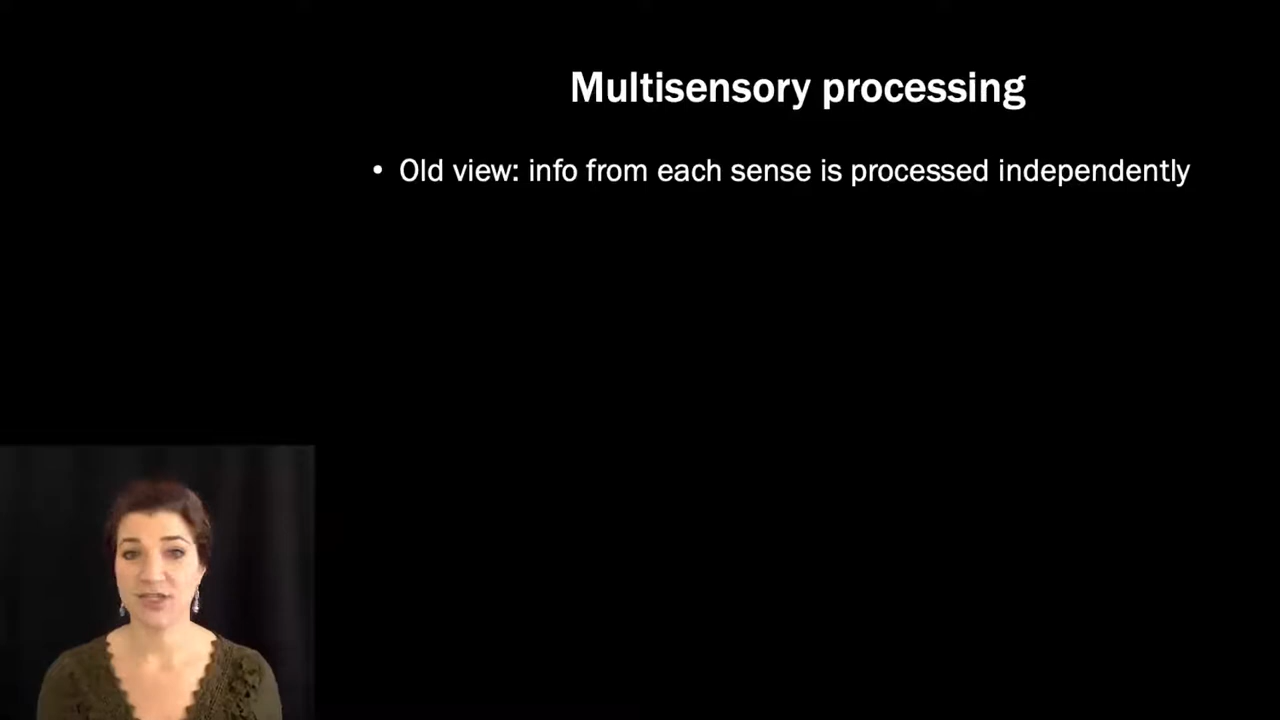 Multisensory processing
• Old view: info from each sense is processed independently